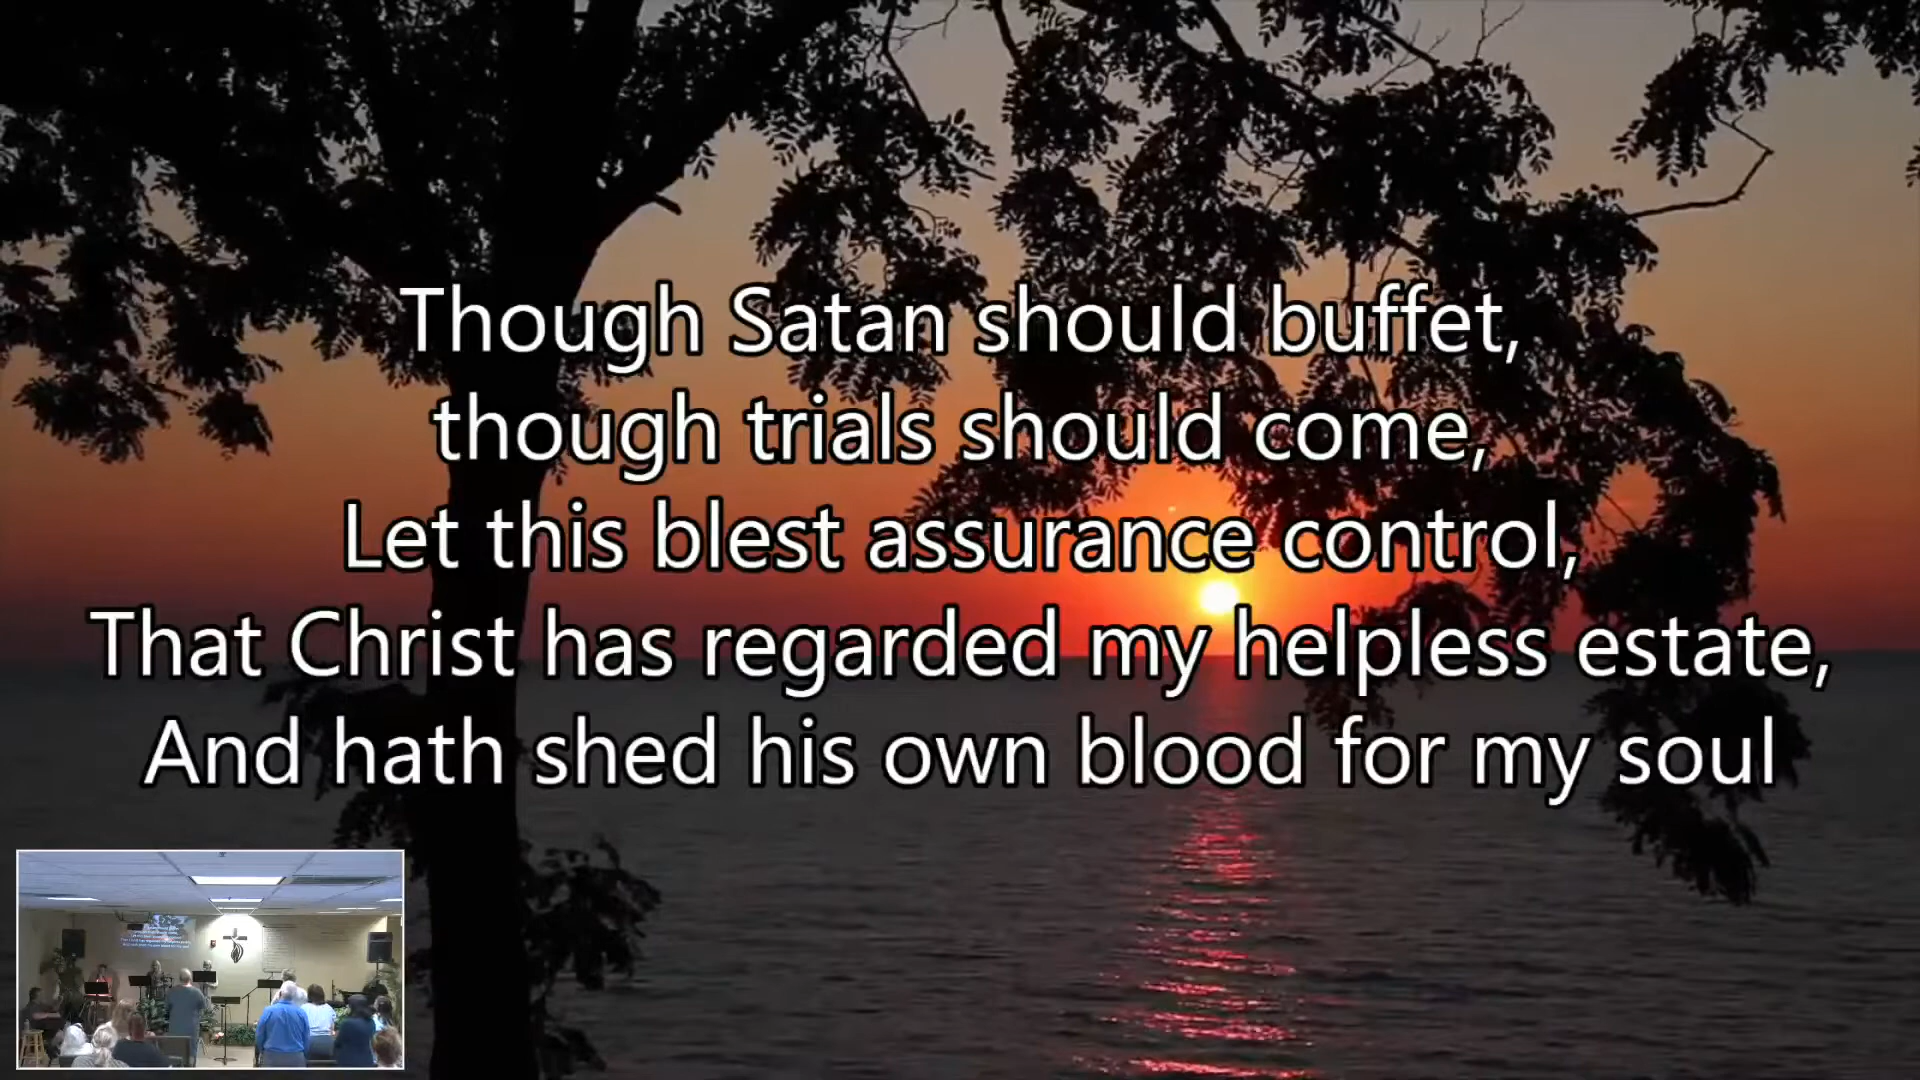 Though Satan should buffet,
though trials should come,
Let this blest assurance control,
That Christ has regarded my helpless estate,
And hath shed his own blood for my soul